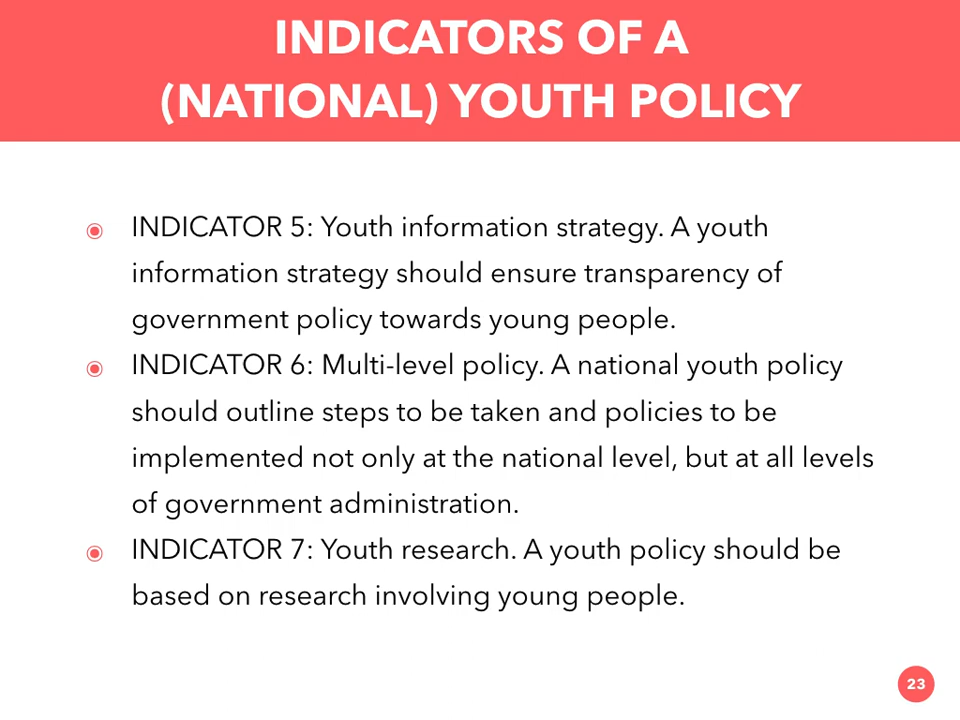 INDICATORS OF A
(NATIONAL) YOUTH POLICY
INDICATOR 5: Youth information strategy. A youth
information strategy should ensure transparency of
government policy towards young people.
INDICATOR 6: Multi-level policy. A national youth policy
should outline steps to be taken and policies to be
implemented not only at the national level, but at all levels
of government administration.
INDICATOR 7: Youth research. A youth policy should be
based on research involving young people.
23